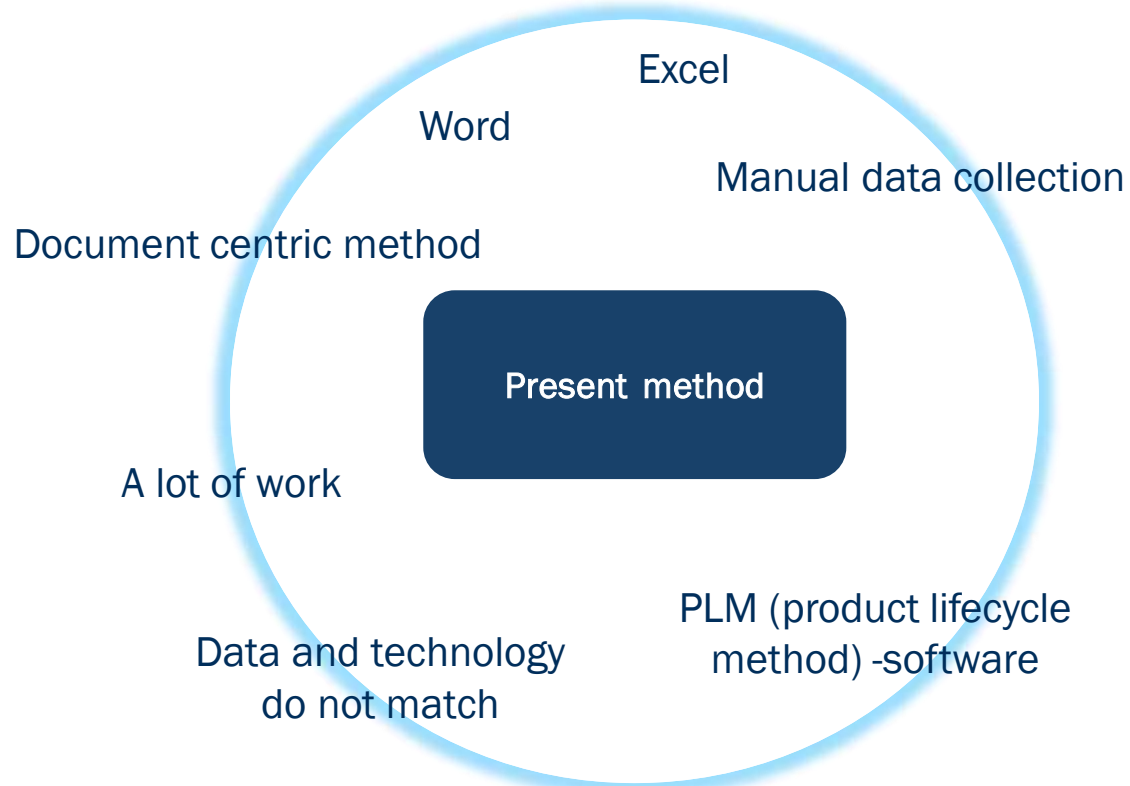 Excel
Word
Manual data collection
Document centric method
Present method
A lot of work
PLM (product lifecycle
method) -software
Data and technology
do not match